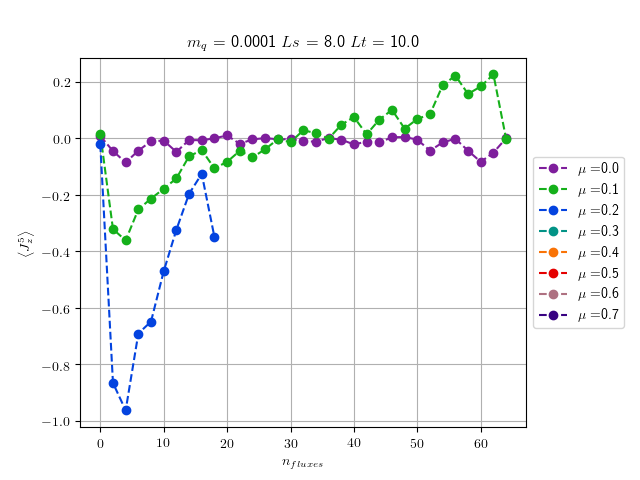 m_q = 0.0001 Ls = 8.0 Lt = 10.0
⟨J_z^5⟩
0.2
0.0
−0.2
−0.4
−0.6
−0.8
−1.0
0 10 20 30 40 50 60
n_fluxes
μ =0.0
μ =0.1
μ =0.2
μ =0.3
μ =0.4
μ =0.5
μ =0.6
μ =0.7